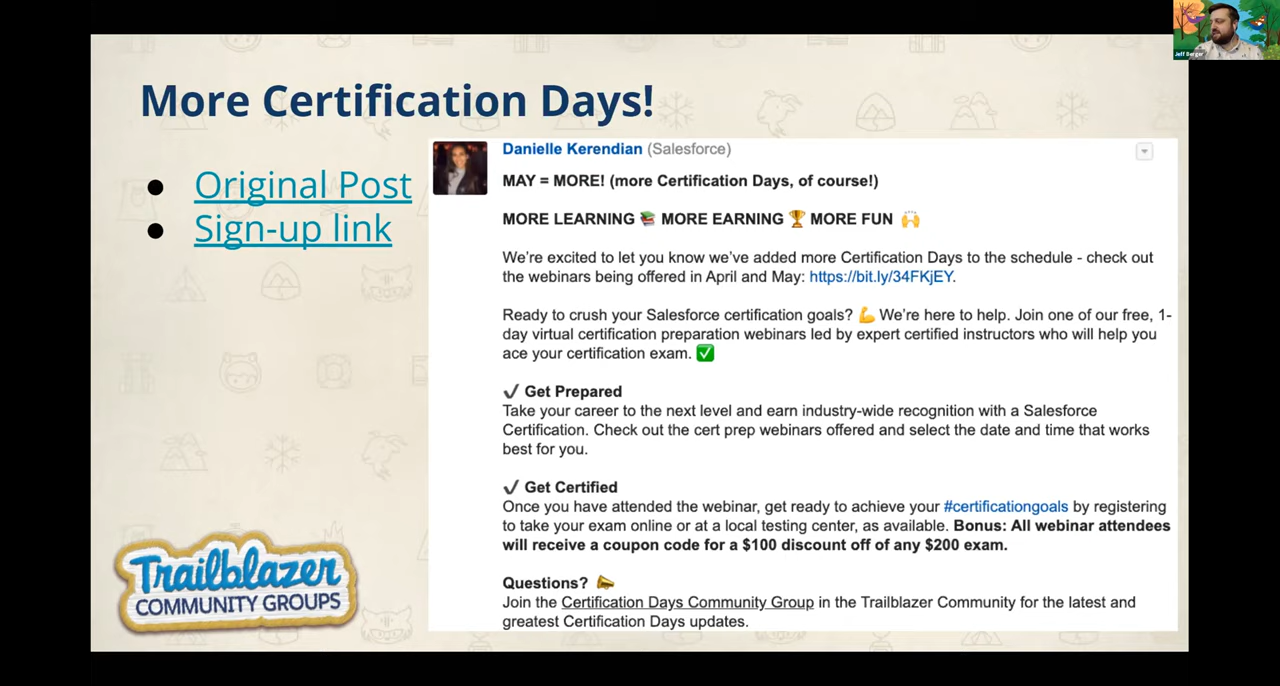 More Certification Days!
● Original Post
● Sign-up link
Danielle Kerendian (Salesforce)
MAY = MORE! (more Certification Days, of course!)
MORE LEARNING 📚 MORE EARNING 🏆 MORE FUN 🙌
We're excited to let you know we've added more Certification Days to the schedule - check out
the webinars being offered in April and May: https://bit.ly/34FKjEY.
Ready to crush your Salesforce certification goals? 💪 We're here to help. Join one of our free, 1-
day virtual certification preparation webinars led by expert certified instructors who will help you
ace your certification exam. ✅
✔ Get Prepared
Take your career to the next level and earn industry-wide recognition with a Salesforce
Certification. Check out the cert prep webinars offered and select the date and time that works
best for you.
✔ Get Certified
Once you have attended the webinar, get ready to achieve your #certificationgoals by registering
to take your exam online or at a local testing center, as available. Bonus: All webinar attendees
will receive a coupon code for a $100 discount off of any $200 exam.
Questions? 📣
Join the Certification Days Community Group in the Trailblazer Community for the latest and
greatest Certification Days updates.
Trailblazer
COMMUNITY GROUPS
Jeff Berger